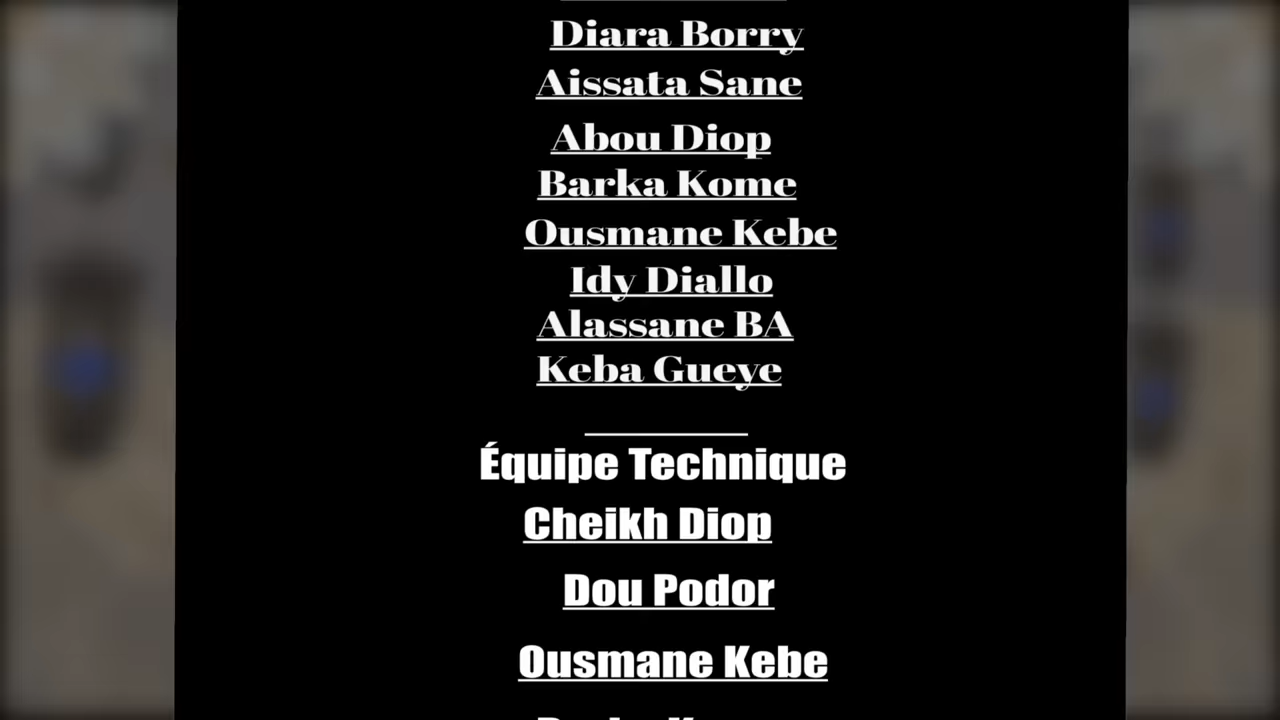 Diara Borry
Aissata Sane
Abou Diop
Barka Kome
Ousmane Kebe
Idy Diallo
Alassane BA
Keba Gueye
Équipe Technique
Cheikh Diop
Dou Podor
Ousmane Kebe